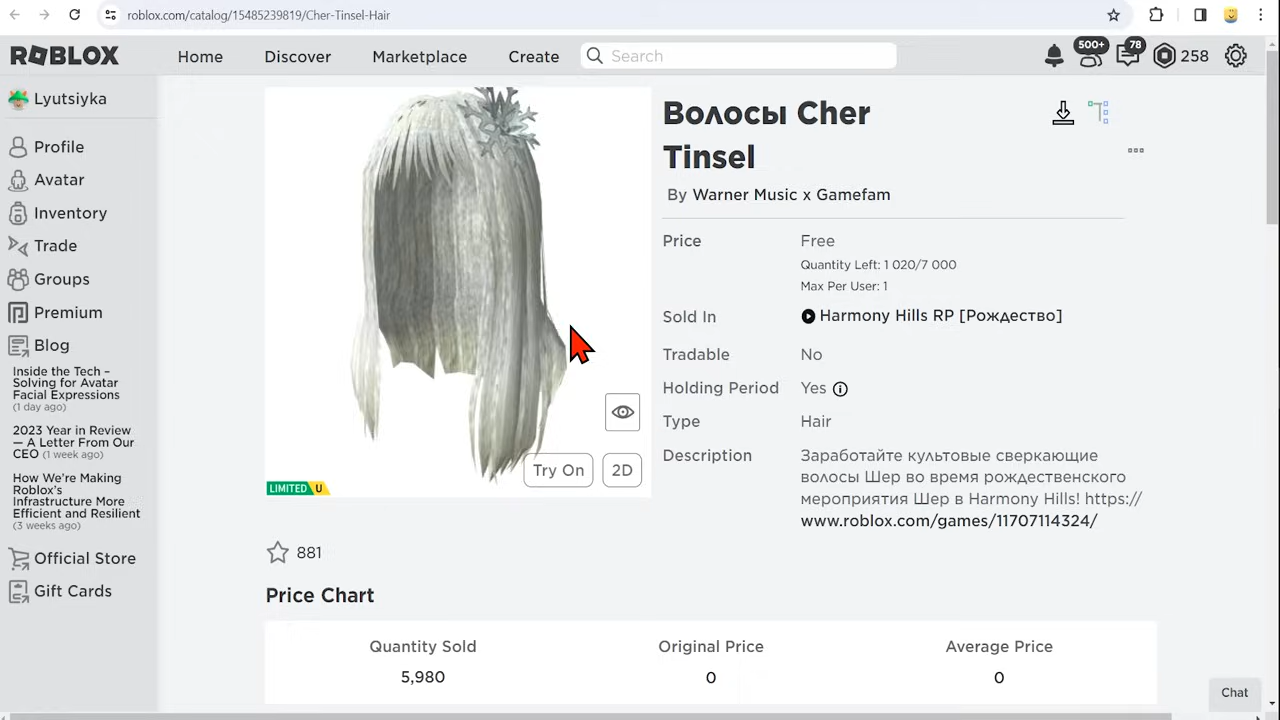 roblox.com/catalog/15485239819/Cher-Tinsel-Hair
ROBLOX
Home
Discover
Marketplace
Create
Search
500+
78
258
Lyutsiyka
Profile
Avatar
Inventory
Trade
Groups
Premium
Blog
Inside the Tech –
Solving for Avatar
Facial Expressions
(1 day ago)
2023 Year in Review
— A Letter From Our
CEO (1 week ago)
How We're Making
Roblox's
Infrastructure More
Efficient and Resilient
(3 weeks ago)
Official Store
Gift Cards
Try On
2D
LIMITED U
881
Волосы Cher
Tinsel
By Warner Music x Gamefam
Price Free
Quantity Left: 1 020/7 000
Max Per User: 1
Sold In Harmony Hills RP [Рождество]
Tradable No
Holding Period Yes
Type Hair
Description Заработайте культовые сверкающие
волосы Шер во время рождественского
мероприятия Шер в Harmony Hills! https://
www.roblox.com/games/11707114324/
Price Chart
Quantity Sold Original Price Average Price
5,980 0 0
Chat